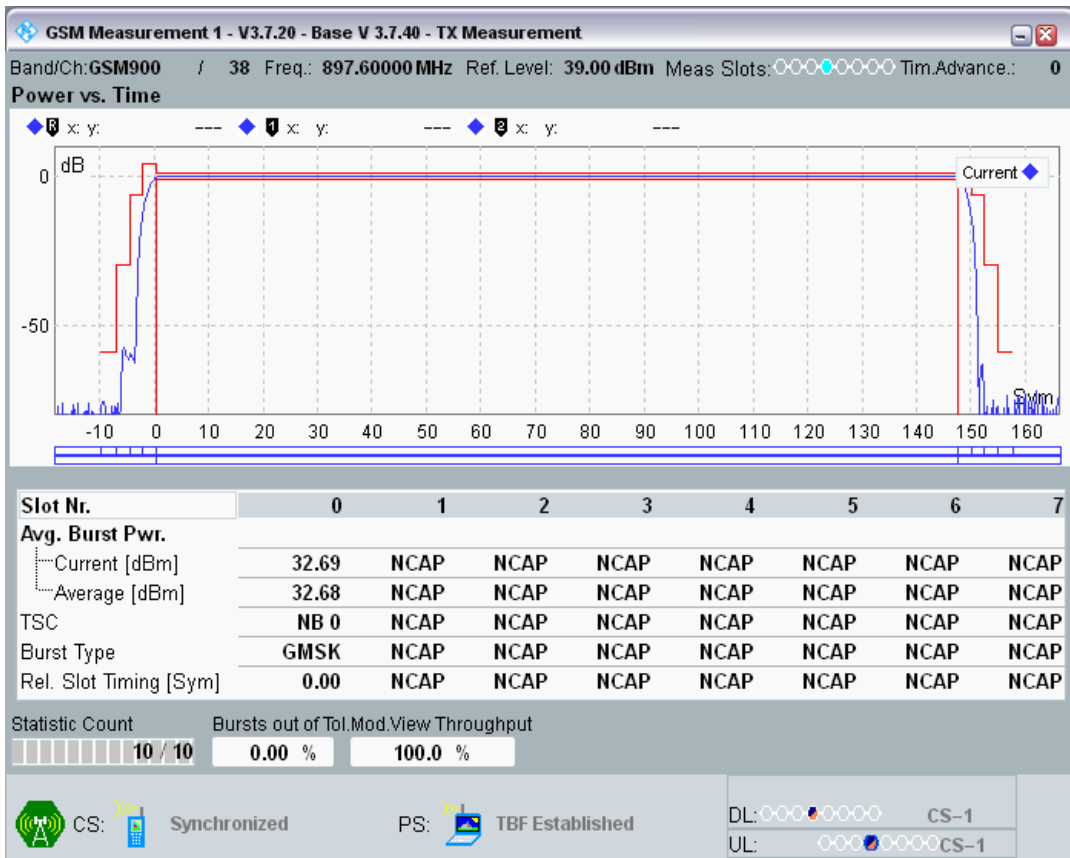 GSM Measurement 1 - V3.7.20 - Base V 3.7.40 - TX Measurement
Band/Ch:GSM900 / 38 Freq.: 897.60000 MHz Ref. Level: 39.00 dBm Meas Slots: Tim.Advance.: 0
Power vs. Time
R x: y: --- 1 x: y: --- 2 x: y: ---
dB
Current
0
-50
Sym
-10 0 10 20 30 40 50 60 70 80 90 100 110 120 130 140 150 160
Slot Nr. 0 1 2 3 4 5 6 7
Avg. Burst Pwr.
Current [dBm] 32.69 NCAP NCAP NCAP NCAP NCAP NCAP NCAP
Average [dBm] 32.68 NCAP NCAP NCAP NCAP NCAP NCAP NCAP
TSC NB 0 NCAP NCAP NCAP NCAP NCAP NCAP NCAP
Burst Type GMSK NCAP NCAP NCAP NCAP NCAP NCAP NCAP
Rel. Slot Timing [Sym] 0.00 NCAP NCAP NCAP NCAP NCAP NCAP NCAP
Statistic Count Bursts out of Tol.Mod.View Throughput
10 / 10 0.00 % 100.0 %
CS: Synchronized PS: TBF Established
DL: CS-1
UL: CS-1